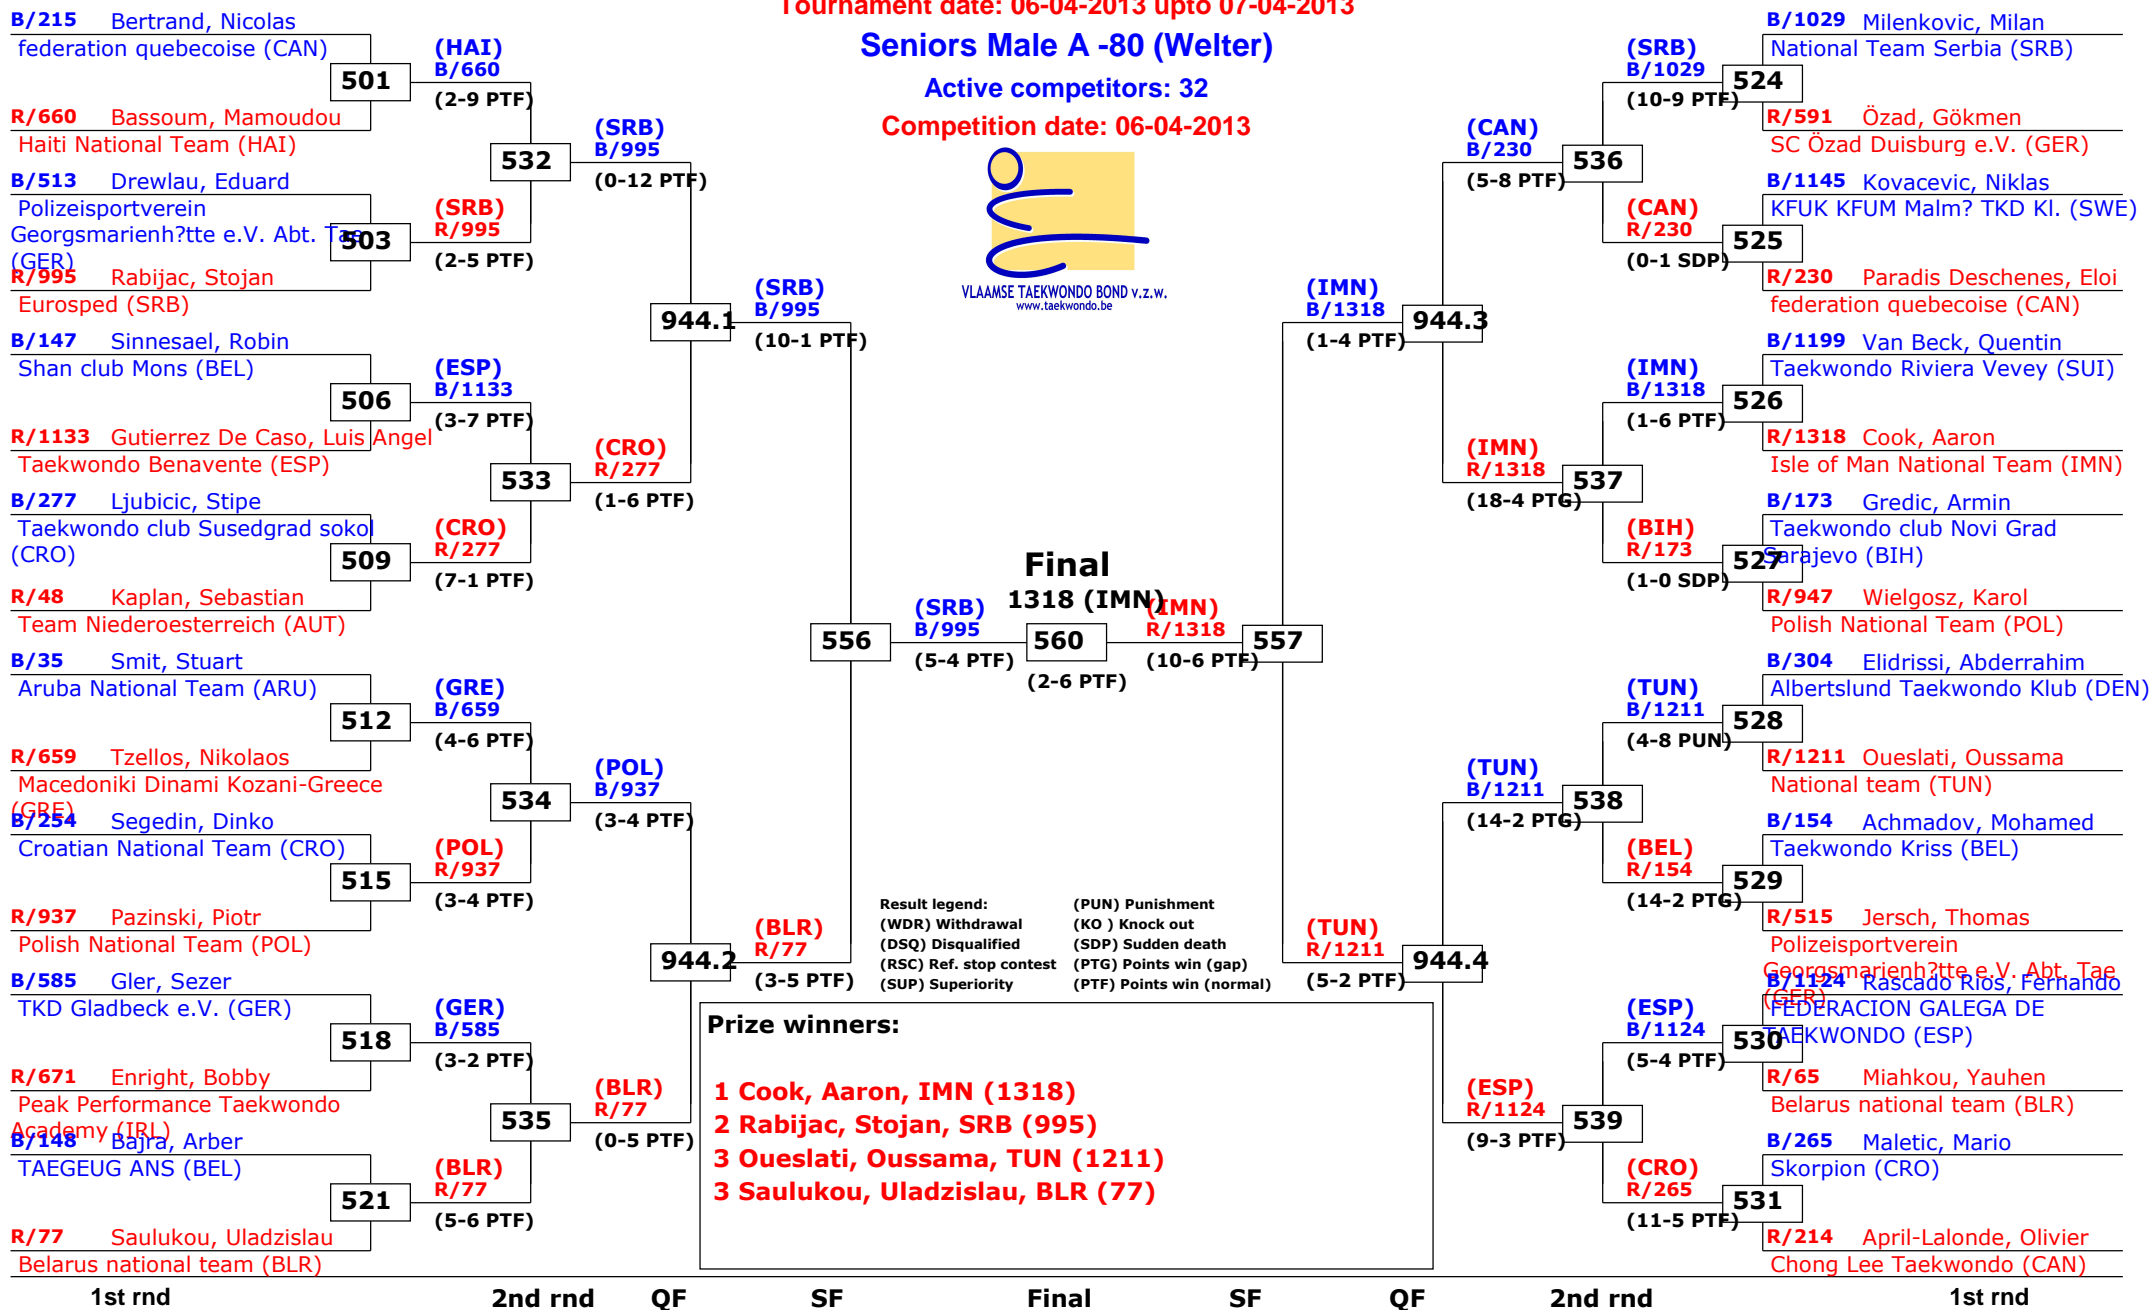 Tournament date: 06-04-2013 upto 07-04-2013
Seniors Male A -80 (Welter)
Active competitors: 32
Competition date: 06-04-2013
VLAAMSE TAEKWONDO BOND v.z.w.
www.taekwondo.be
B/215 Bertrand, Nicolas
federation quebecoise (CAN)
501
R/660 Bassoum, Mamoudou
Haiti National Team (HAI)
B/513 Drewlau, Eduard
Polizeisportverein
Georgsmarienh?tte e.V. Abt. Tae
(GER)
503
R/995 Rabijac, Stojan
Eurosped (SRB)
B/147 Sinnesael, Robin
Shan club Mons (BEL)
506
R/1133 Gutierrez De Caso, Luis Angel
Taekwondo Benavente (ESP)
B/277 Ljubicic, Stipe
Taekwondo club Susedgrad sokol
(CRO)
509
R/48 Kaplan, Sebastian
Team Niederoesterreich (AUT)
B/35 Smit, Stuart
Aruba National Team (ARU)
512
R/659 Tzellos, Nikolaos
Macedoniki Dinami Kozani-Greece
(GRE)
B/254 Segedin, Dinko
Croatian National Team (CRO)
515
R/937 Pazinski, Piotr
Polish National Team (POL)
B/585 Gler, Sezer
TKD Gladbeck e.V. (GER)
518
R/671 Enright, Bobby
Peak Performance Taekwondo
Academy (IRL)
B/148 Bajra, Arber
TAEGEUG ANS (BEL)
521
R/77 Saulukou, Uladzislau
Belarus national team (BLR)
(HAI)
B/660
(2-9 PTF)
532
(SRB)
R/995
(2-5 PTF)
(ESP)
B/1133
(3-7 PTF)
533
(CRO)
R/277
(7-1 PTF)
(GRE)
B/659
(4-6 PTF)
534
(POL)
R/937
(3-4 PTF)
(GER)
B/585
(3-2 PTF)
535
(BLR)
R/77
(5-6 PTF)
(SRB)
B/995
(0-12 PTF)
944.1
(CRO)
R/277
(1-6 PTF)
(POL)
B/937
(3-4 PTF)
944.2
(BLR)
R/77
(0-5 PTF)
(SRB)
B/995
(10-1 PTF)
556
(BLR)
R/77
(3-5 PTF)
(SRB)
B/995
(5-4 PTF)
Final
1318 (IMN)
560
(2-6 PTF)
(IMN)
R/1318
(10-6 PTF)
557
(IMN)
B/1318
(1-4 PTF)
944.3
(TUN)
R/1211
(5-2 PTF)
944.4
(CAN)
B/230
(5-8 PTF)
536
(IMN)
R/1318
(18-4 PTG)
537
(TUN)
B/1211
(14-2 PTG)
538
(ESP)
R/1124
(9-3 PTF)
539
(SRB)
B/1029
(10-9 PTF)
524
(CAN)
R/230
(0-1 SDP)
525
(IMN)
B/1318
(1-6 PTF)
526
(BIH)
R/173
(1-0 SDP)
527
(TUN)
B/1211
(4-8 PUN)
528
(BEL)
R/154
(14-2 PTG)
529
(ESP)
B/1124
(5-4 PTF)
530
(CRO)
R/265
(11-5 PTF)
531
B/1029 Milenkovic, Milan
National Team Serbia (SRB)
R/591 Özad, Gökmen
SC Özad Duisburg e.V. (GER)
B/1145 Kovacevic, Niklas
KFUK KFUM Malm? TKD Kl. (SWE)
R/230 Paradis Deschenes, Eloi
federation quebecoise (CAN)
B/1199 Van Beck, Quentin
Taekwondo Riviera Vevey (SUI)
R/1318 Cook, Aaron
Isle of Man National Team (IMN)
B/173 Gredic, Armin
Taekwondo club Novi Grad
Sarajevo (BIH)
R/947 Wielgosz, Karol
Polish National Team (POL)
B/304 Elidrissi, Abderrahim
Albertslund Taekwondo Klub (DEN)
R/1211 Oueslati, Oussama
National team (TUN)
B/154 Achmadov, Mohamed
Taekwondo Kriss (BEL)
R/515 Jersch, Thomas
Polizeisportverein
Georgsmarienh?tte e.V. Abt. Tae
(GER)
B/1124 Rascado Rios, Fernando
FEDERACION GALEGA DE
TAEKWONDO (ESP)
R/65 Miahkou, Yauhen
Belarus national team (BLR)
B/265 Maletic, Mario
Skorpion (CRO)
R/214 April-Lalonde, Olivier
Chong Lee Taekwondo (CAN)
Result legend:
(WDR) Withdrawal
(DSQ) Disqualified
(RSC) Ref. stop contest
(SUP) Superiority
(PUN) Punishment
(KO ) Knock out
(SDP) Sudden death
(PTG) Points win (gap)
(PTF) Points win (normal)
Prize winners:
1 Cook, Aaron, IMN (1318)
2 Rabijac, Stojan, SRB (995)
3 Oueslati, Oussama, TUN (1211)
3 Saulukou, Uladzislau, BLR (77)
1st rnd 2nd rnd QF SF Final SF QF 2nd rnd 1st rnd